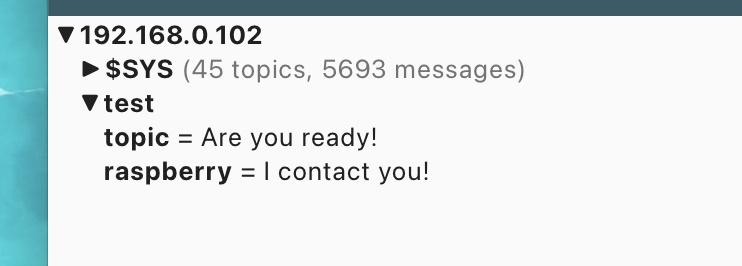 192.168.0.102
$SYS (45 topics, 5693 messages)
test
topic = Are you ready!
raspberry = I contact you!